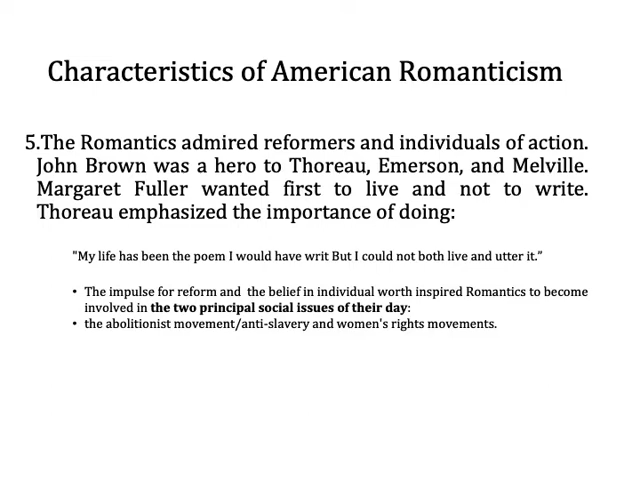 Characteristics of American Romanticism
5.The Romantics admired reformers and individuals of action.
John Brown was a hero to Thoreau, Emerson, and Melville.
Margaret Fuller wanted first to live and not to write.
Thoreau emphasized the importance of doing:
"My life has been the poem I would have writ But I could not both live and utter it.”
• The impulse for reform and the belief in individual worth inspired Romantics to become
involved in the two principal social issues of their day:
• the abolitionist movement/anti-slavery and women's rights movements.